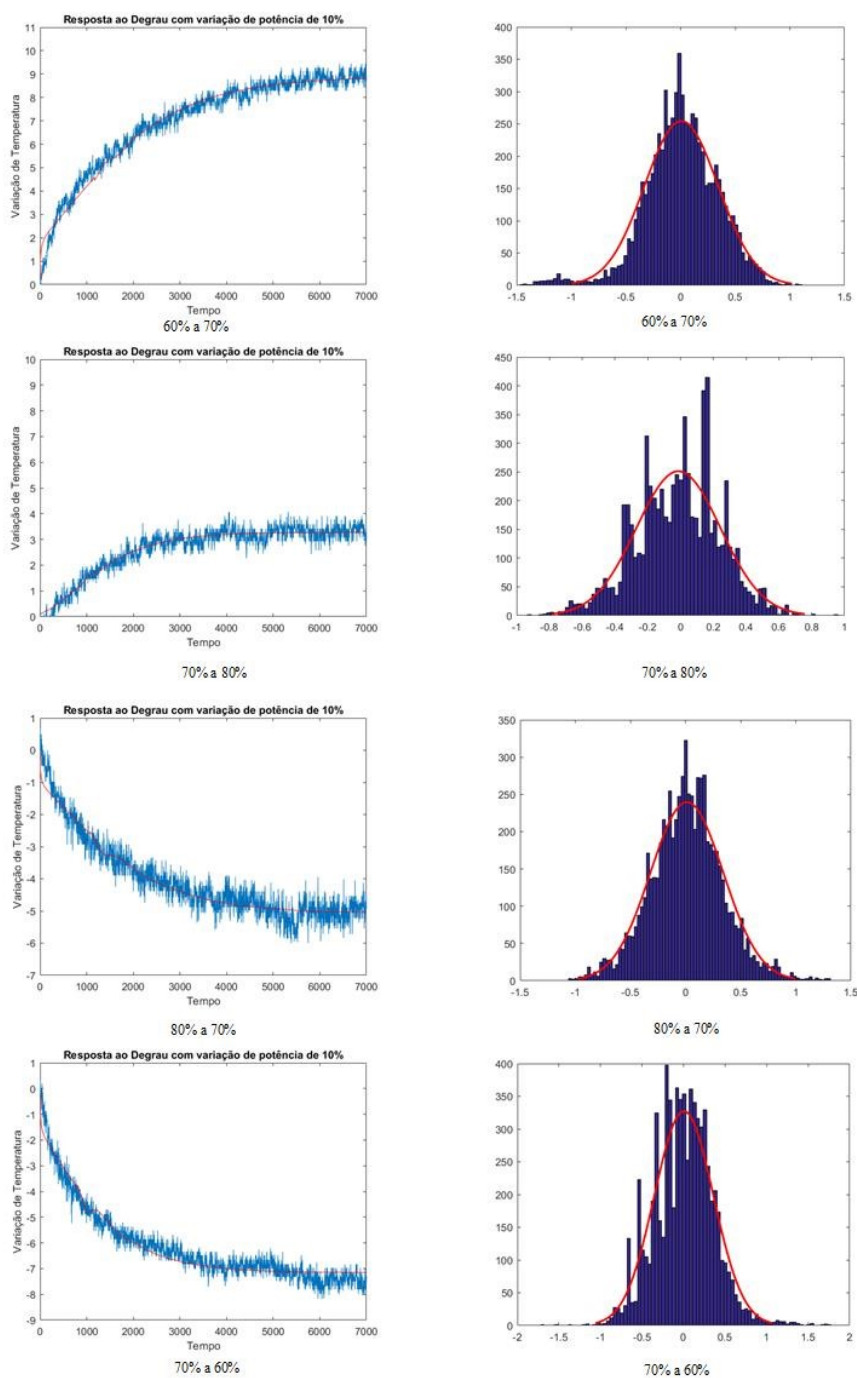 Resposta ao Degrau com variação de potência de 10%
11
10
9
8
7
6
5
4
3
2
1
0
Variação de Temperatura
0 1000 2000 3000 4000 5000 6000 7000
Tempo
60% a 70%
400
350
300
250
200
150
100
50
0
-1.5 -1 -0.5 0 0.5 1 1.5
60% a 70%
Resposta ao Degrau com variação de potência de 10%
10
9
8
7
6
5
4
3
2
1
0
Variação de Temperatura
0 1000 2000 3000 4000 5000 6000 7000
Tempo
70% a 80%
450
400
350
300
250
200
150
100
50
0
-1 -0.8 -0.6 -0.4 -0.2 0 0.2 0.4 0.6 0.8 1
70% a 80%
Resposta ao Degrau com variação de potência de 10%
1
0
-1
-2
-3
-4
-5
-6
-7
Variação de Temperatura
0 1000 2000 3000 4000 5000 6000 7000
Tempo
80% a 70%
350
300
250
200
150
100
50
0
-1.5 -1 -0.5 0 0.5 1 1.5
80% a 70%
Resposta ao Degrau com variação de potência de 10%
1
0
-1
-2
-3
-4
-5
-6
-7
-8
-9
Variação de Temperatura
0 1000 2000 3000 4000 5000 6000 7000
Tempo
70% a 60%
400
350
300
250
200
150
100
50
0
-2 -1.5 -1 -0.5 0 0.5 1 1.5 2
70% a 60%